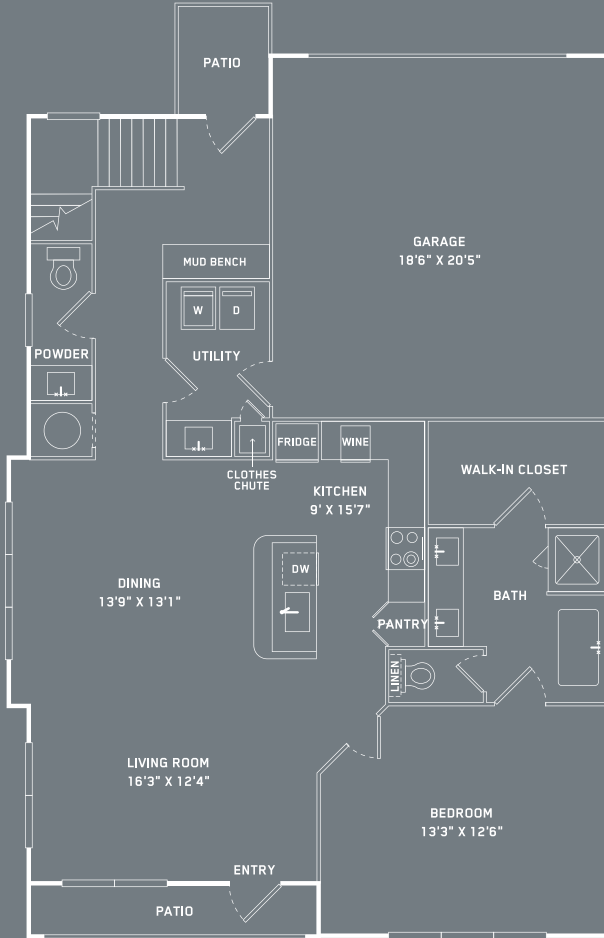 PATIO
GARAGE
18'6" X 20'5"
MUD BENCH
W
D
UTILITY
POWDER
FRIDGE
WINE
CLOTHES
CHUTE
KITCHEN
9' X 15'7"
WALK-IN CLOSET
DW
DINING
13'9" X 13'1"
BATH
PANTRY
LINEN
LIVING ROOM
16'3" X 12'4"
BEDROOM
13'3" X 12'6"
ENTRY
PATIO